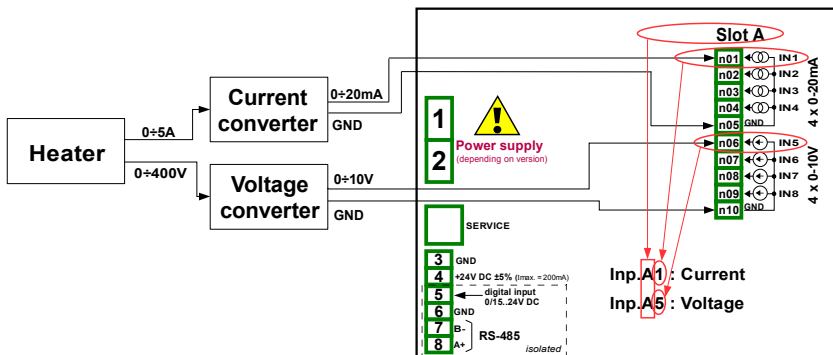 Heater
0÷5A
0÷400V
Current
converter
0÷20mA
GND
Voltage
converter
0÷10V
GND
Slot A
n01 IN1
n02 IN2
n03 IN3
n04 IN4
n05 GND
4 x 0-20mA
n06 IN5
n07 IN6
n08 IN7
n09 IN8
n10 GND
4 x 0-10V
1
2
Power supply
(depending on version)
SERVICE
3 GND
4 +24V DC ±5% (Imax. = 200mA)
5 digital input
0/15..24V DC
6 GND
7 B-
8 A+
RS-485
isolated
Inp.A1 : Current
Inp.A5 : Voltage